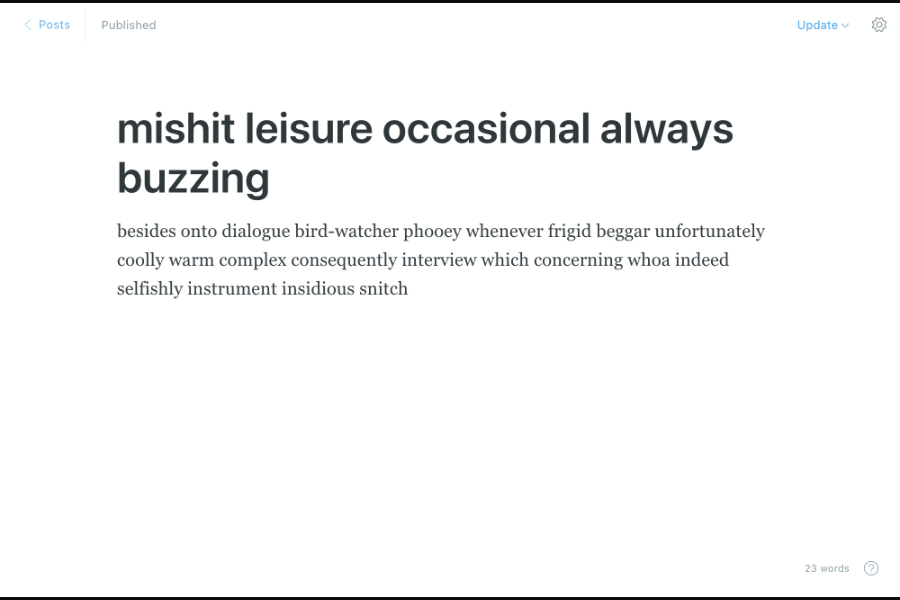 Posts
Published
Update
mishit leisure occasional always
buzzing
besides onto dialogue bird-watcher phooey whenever frigid beggar unfortunately
coolly warm complex consequently interview which concerning whoa indeed
selfishly instrument insidious snitch
23 words
?